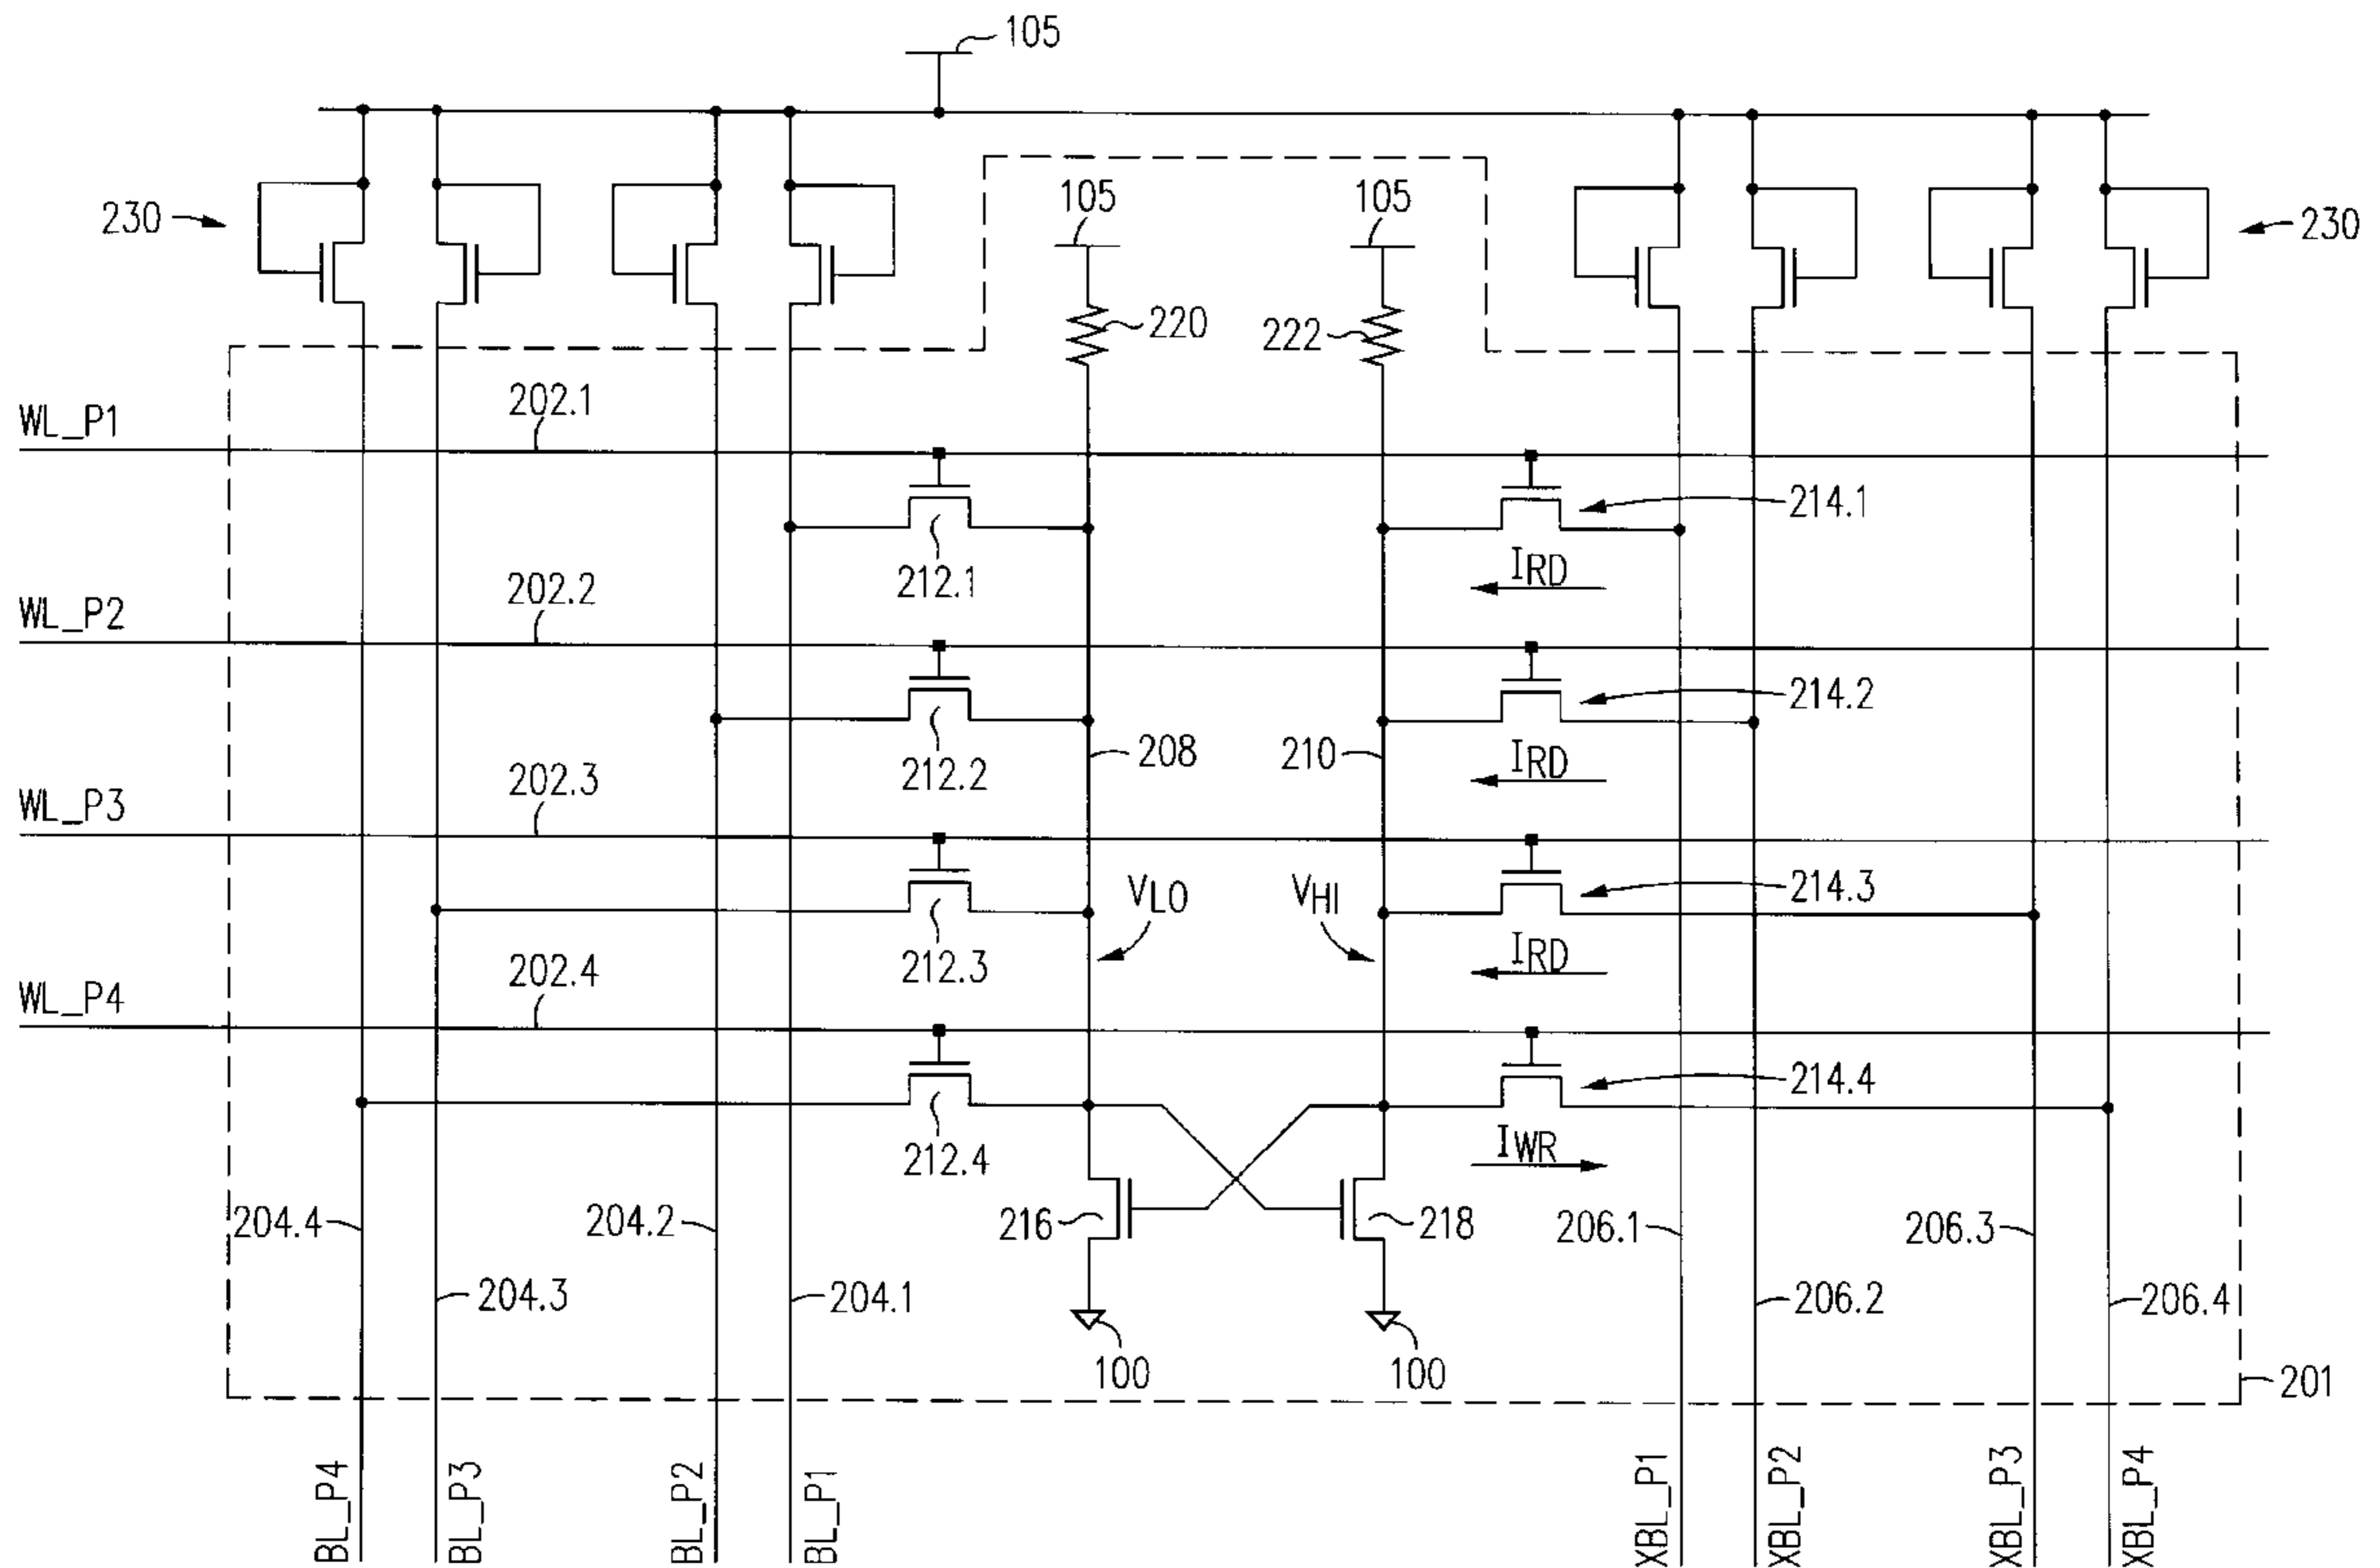 105
105
105
230
230
220
222
WL_P1
202.1
214.1
212.1
IRD
WL_P2
202.2
214.2
212.2
208
210
IRD
WL_P3
202.3
214.3
VLO
VHI
212.3
IRD
WL_P4
202.4
214.4
212.4
IWR
204.4
204.2
216
218
206.1
206.3
204.3
204.1
206.2
206.4
100
100
201
BL_P4
BL_P3
BL_P2
BL_P1
XBL_P1
XBL_P2
XBL_P3
XBL_P4